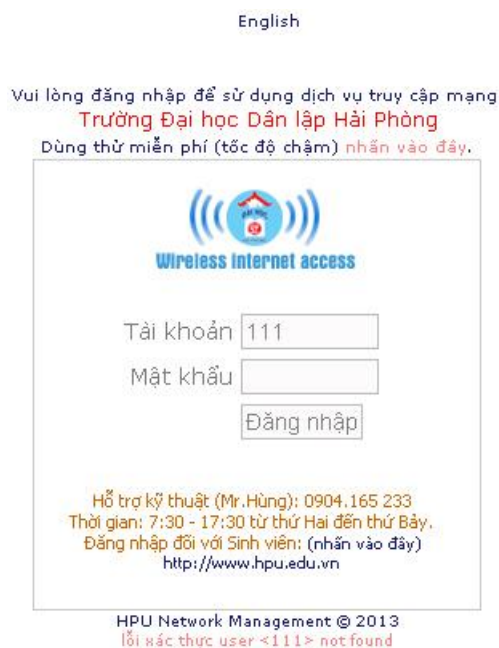 English
Vui lòng đăng nhập để sử dụng dịch vụ truy cập mạng
Trường Đại học Dân lập Hải Phòng
Dùng thử miễn phí (tốc độ chậm) nhấn vào đây.
Wireless internet access
Tài khoản 111
Mật khẩu
Đăng nhập
Hỗ trợ kỹ thuật (Mr.Hùng): 0904.165 233
Thời gian: 7:30 - 17:30 từ thứ Hai đến thứ Bảy.
Đăng nhập đối với Sinh viên: (nhấn vào đây)
http://www.hpu.edu.vn
HPU Network Management © 2013
lỗi xác thực user <111> not found